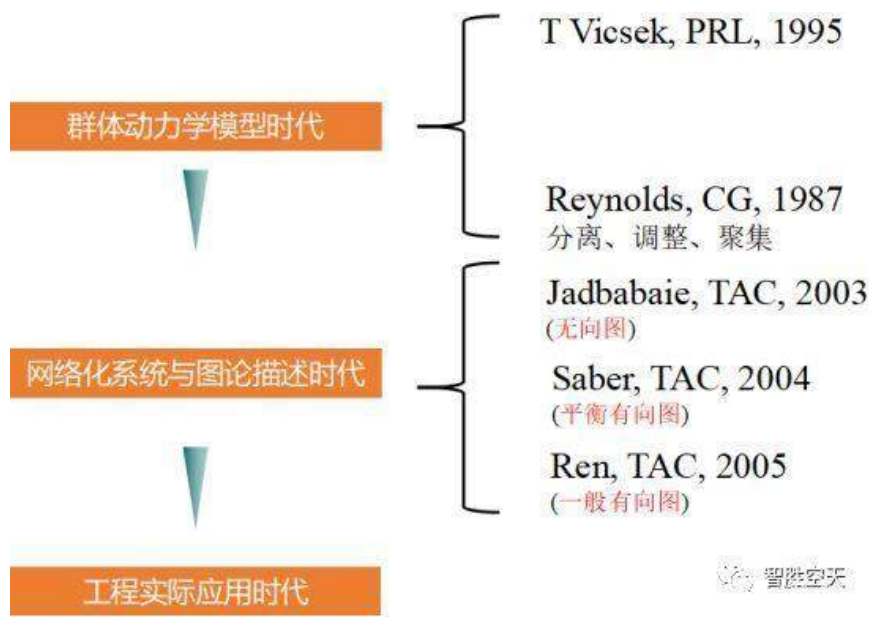 T Vicsek, PRL, 1995
群体动力学模型时代
Reynolds, CG, 1987
分离、调整、聚集
Jadbabaie, TAC, 2003
(无向图)
网络化系统与图论描述时代
Saber, TAC, 2004
(平衡有向图)
Ren, TAC, 2005
(一般有向图)
工程实际应用时代
智胜空天